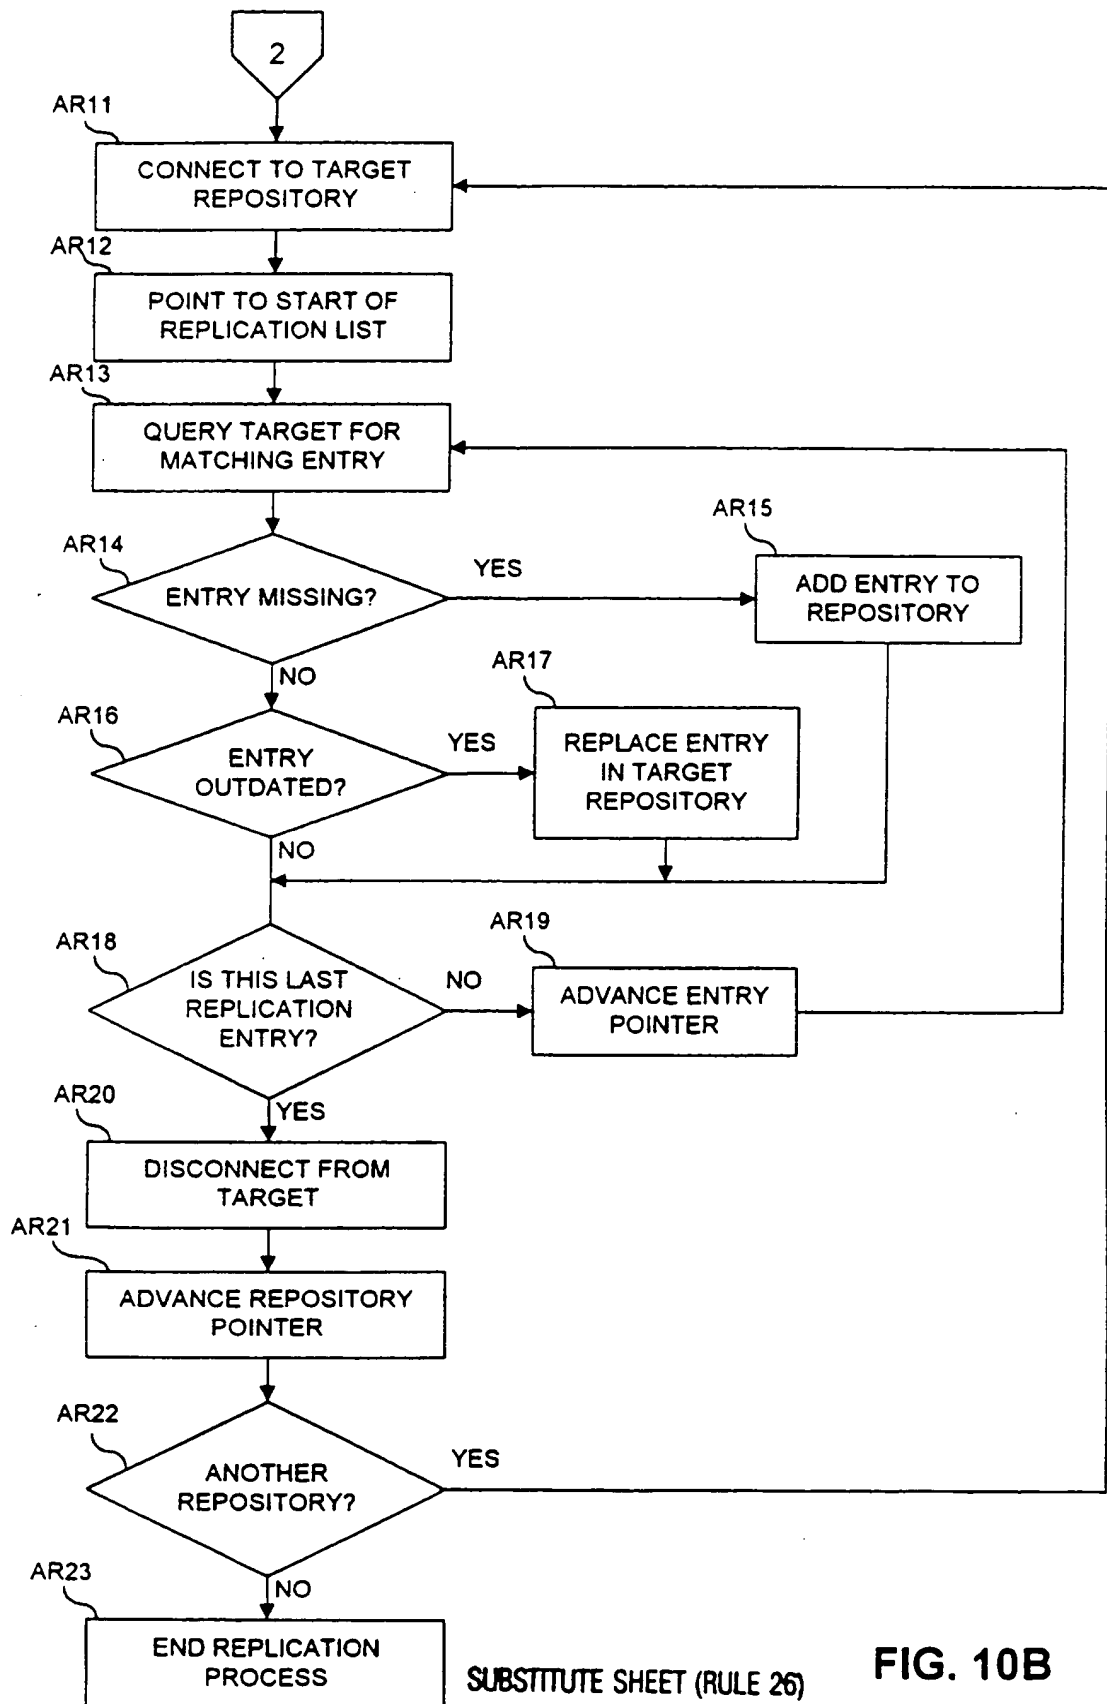 2
AR11
CONNECT TO TARGET
REPOSITORY
AR12
POINT TO START OF
REPLICATION LIST
AR13
QUERY TARGET FOR
MATCHING ENTRY
AR14
ENTRY MISSING?
YES
AR15
ADD ENTRY TO
REPOSITORY
NO
AR16
ENTRY
OUTDATED?
YES
AR17
REPLACE ENTRY
IN TARGET
REPOSITORY
NO
AR18
IS THIS LAST
REPLICATION
ENTRY?
NO
AR19
ADVANCE ENTRY
POINTER
YES
AR20
DISCONNECT FROM
TARGET
AR21
ADVANCE REPOSITORY
POINTER
AR22
ANOTHER
REPOSITORY?
YES
NO
AR23
END REPLICATION
PROCESS
SUBSTITUTE SHEET (RULE 26)
FIG. 10B